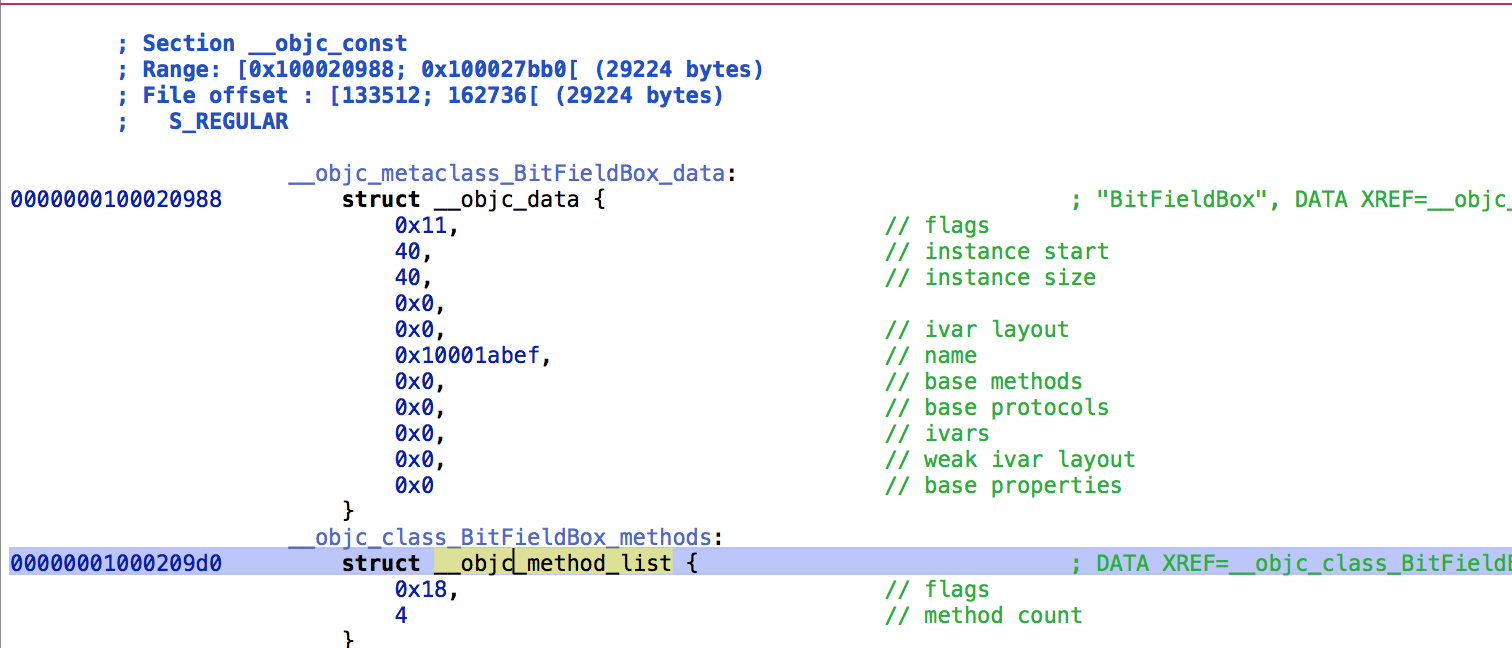 ; Section __objc_const
; Range: [0x100020988; 0x100027bb0[ (29224 bytes)
; File offset : [133512; 162736[ (29224 bytes)
;   S_REGULAR
__objc_metaclass_BitFieldBox_data:
0000000100020988 struct __objc_data { ; "BitFieldBox", DATA XREF=__objc_
0x11, // flags
40, // instance start
40, // instance size
0x0,
0x0, // ivar layout
0x10001abef, // name
0x0, // base methods
0x0, // base protocols
0x0, // ivars
0x0, // weak ivar layout
0x0 // base properties
}
__objc_class_BitFieldBox_methods:
00000001000209d0 struct __objc_method_list { ; DATA XREF=__objc_class_BitFieldB
0x18, // flags
4 // method count
}